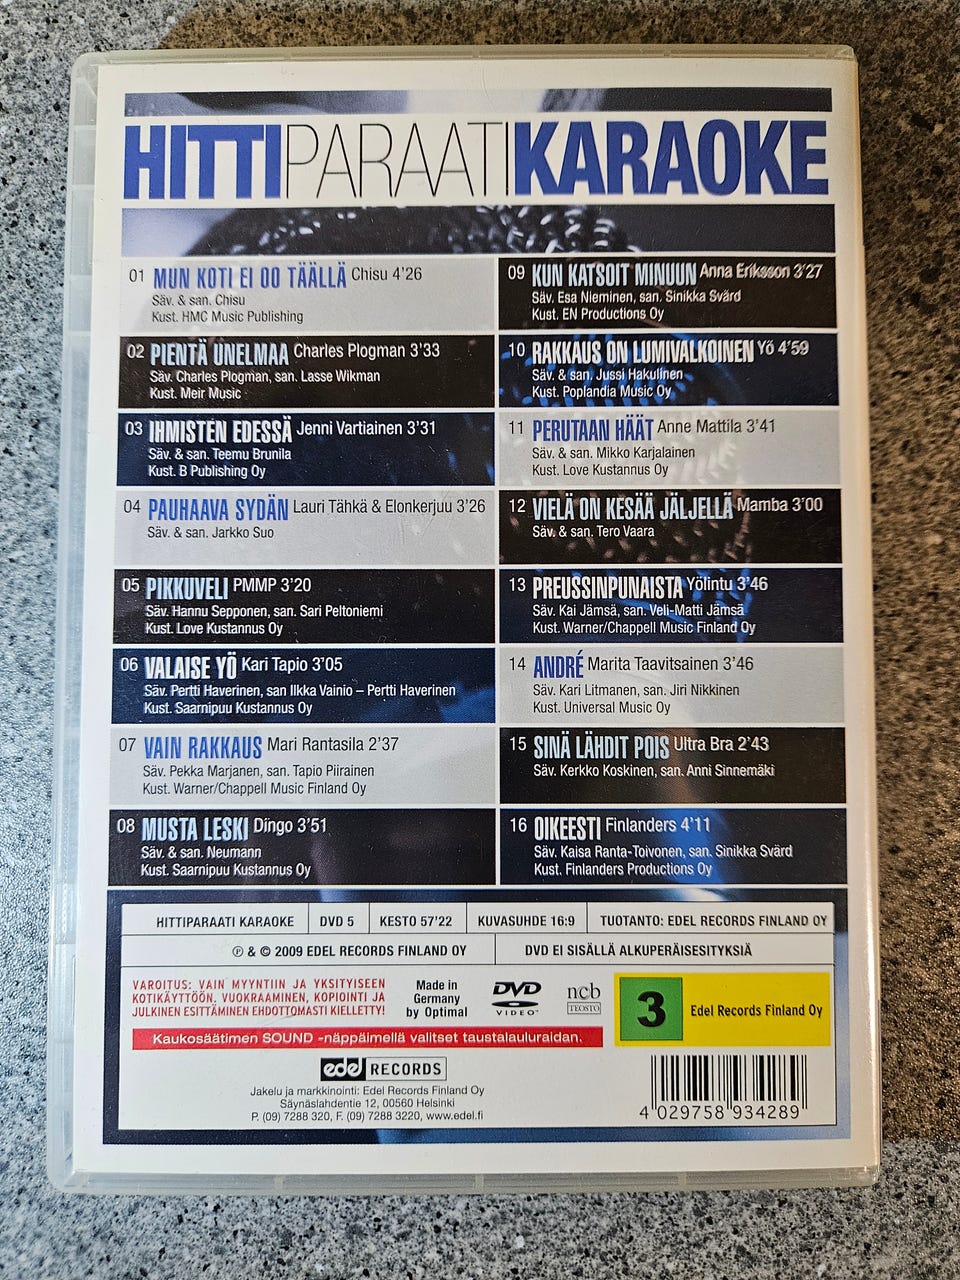 HITTIPARAATIKARAOKE
01 MUN KOTI EI OO TÄÄLLÄ Chisu 4'26
Säv. & san. Chisu
Kust. HMC Music Publishing
02 PIENTÄ UNELMAA Charles Plogman 3'33
Säv. Charles Plogman, san. Lasse Wikman
Kust. Meir Music
03 IHMISTEN EDESSÄ Jenni Vartiainen 3'31
Säv. & san. Teemu Brunila
Kust. B Publishing Oy
04 PAUHAAVA SYDÄN Lauri Tähkä & Elonkerjuu 3'26
Säv. & san. Jarkko Suo
05 PIKKUVELI PMMP 3'20
Säv. Hannu Sepponen, san. Sari Peltoniemi
Kust. Love Kustannus Oy
06 VALAISE YÖ Kari Tapio 3'05
Säv. Pertti Haverinen, san Ilkka Vainio – Pertti Haverinen
Kust. Saarnipuu Kustannus Oy
07 VAIN RAKKAUS Mari Rantasila 2'37
Säv. Pekka Marjanen, san. Tapio Piirainen
Kust. Warner/Chappell Music Finland Oy
08 MUSTA LESKI Dingo 3'51
Säv. & san. Neumann
Kust. Saarnipuu Kustannus Oy
09 KUN KATSOIT MINUUN Anna Eriksson 3'27
Säv. Esa Nieminen, san. Sinikka Svärd
Kust. EN Productions Oy
10 RAKKAUS ON LUMIVALKOINEN Yö 4'59
Säv. & san. Jussi Hakulinen
Kust. Poplandia Music Oy
11 PERUTAAN HÄÄT Anne Mattila 3'41
Säv. & san. Mikko Karjalainen
Kust. Love Kustannus Oy
12 VIELÄ ON KESÄÄ JÄLJELLÄ Mamba 3'00
Säv. & san. Tero Vaara
13 PREUSSINPUNAISTA Yölintu 3'46
Säv. Kai Jämsä, san. Veli-Matti Jämsä
Kust. Warner/Chappell Music Finland Oy
14 ANDRÉ Marita Taavitsainen 3'46
Säv. Kari Litmanen, san. Jiri Nikkinen
Kust. Universal Music Oy
15 SINÄ LÄHDIT POIS Ultra Bra 2'43
Säv. Kerkko Koskinen, san. Anni Sinnemäki
16 OIKEESTI Finlanders 4'11
Säv. Kaisa Ranta-Toivonen, san. Sinikka Svärd
Kust. Finlanders Productions Oy
HITTIPARAATI KARAOKE DVD 5 KESTO 57'22 KUVASUHDE 16:9 TUOTANTO: EDEL RECORDS FINLAND OY
℗ & © 2009 EDEL RECORDS FINLAND OY DVD EI SISÄLLÄ ALKUPERÄISESITYKSIÄ
VAROITUS: VAIN MYYNTIIN JA YKSITYISEEN
KOTIKÄYTTÖÖN. VUOKRAAMINEN, KOPIOINTI JA
JULKINEN ESITTÄMINEN EHDOTTOMASTI KIELLETTY!
Made in
Germany
by Optimal
DVD
VIDEO
ncb
TEOSTO
3 Edel Records Finland Oy
Kaukosäätimen SOUND -näppäimellä valitset taustalauluraidan.
edel RECORDS
Jakelu ja markkinointi: Edel Records Finland Oy
Säynäslahdentie 12, 00560 Helsinki
P. (09) 7288 320, F. (09) 7288 3220, www.edel.fi
4 029758 934289